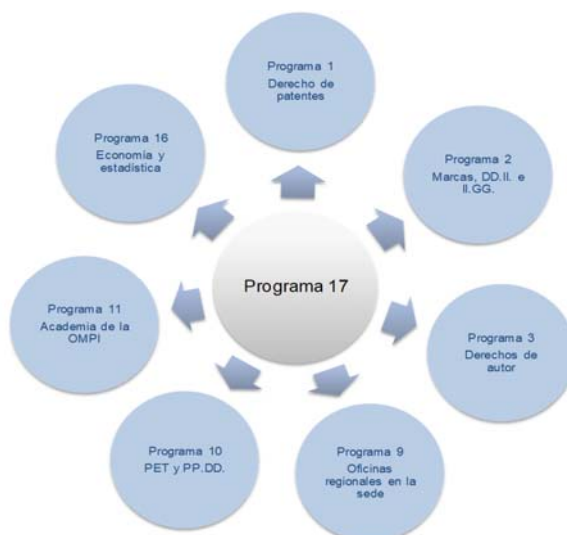 Programa 1
Derecho de
patentes
Programa 16
Economía y
estadística
Programa 2
Marcas, DD.II. e
II.GG.
Programa 17
Programa 11
Academia de la
OMPI
Programa 3
Derechos de
autor
Programa 10
PET y PP.DD.
Programa 9
Oficinas
regionales en la
sede